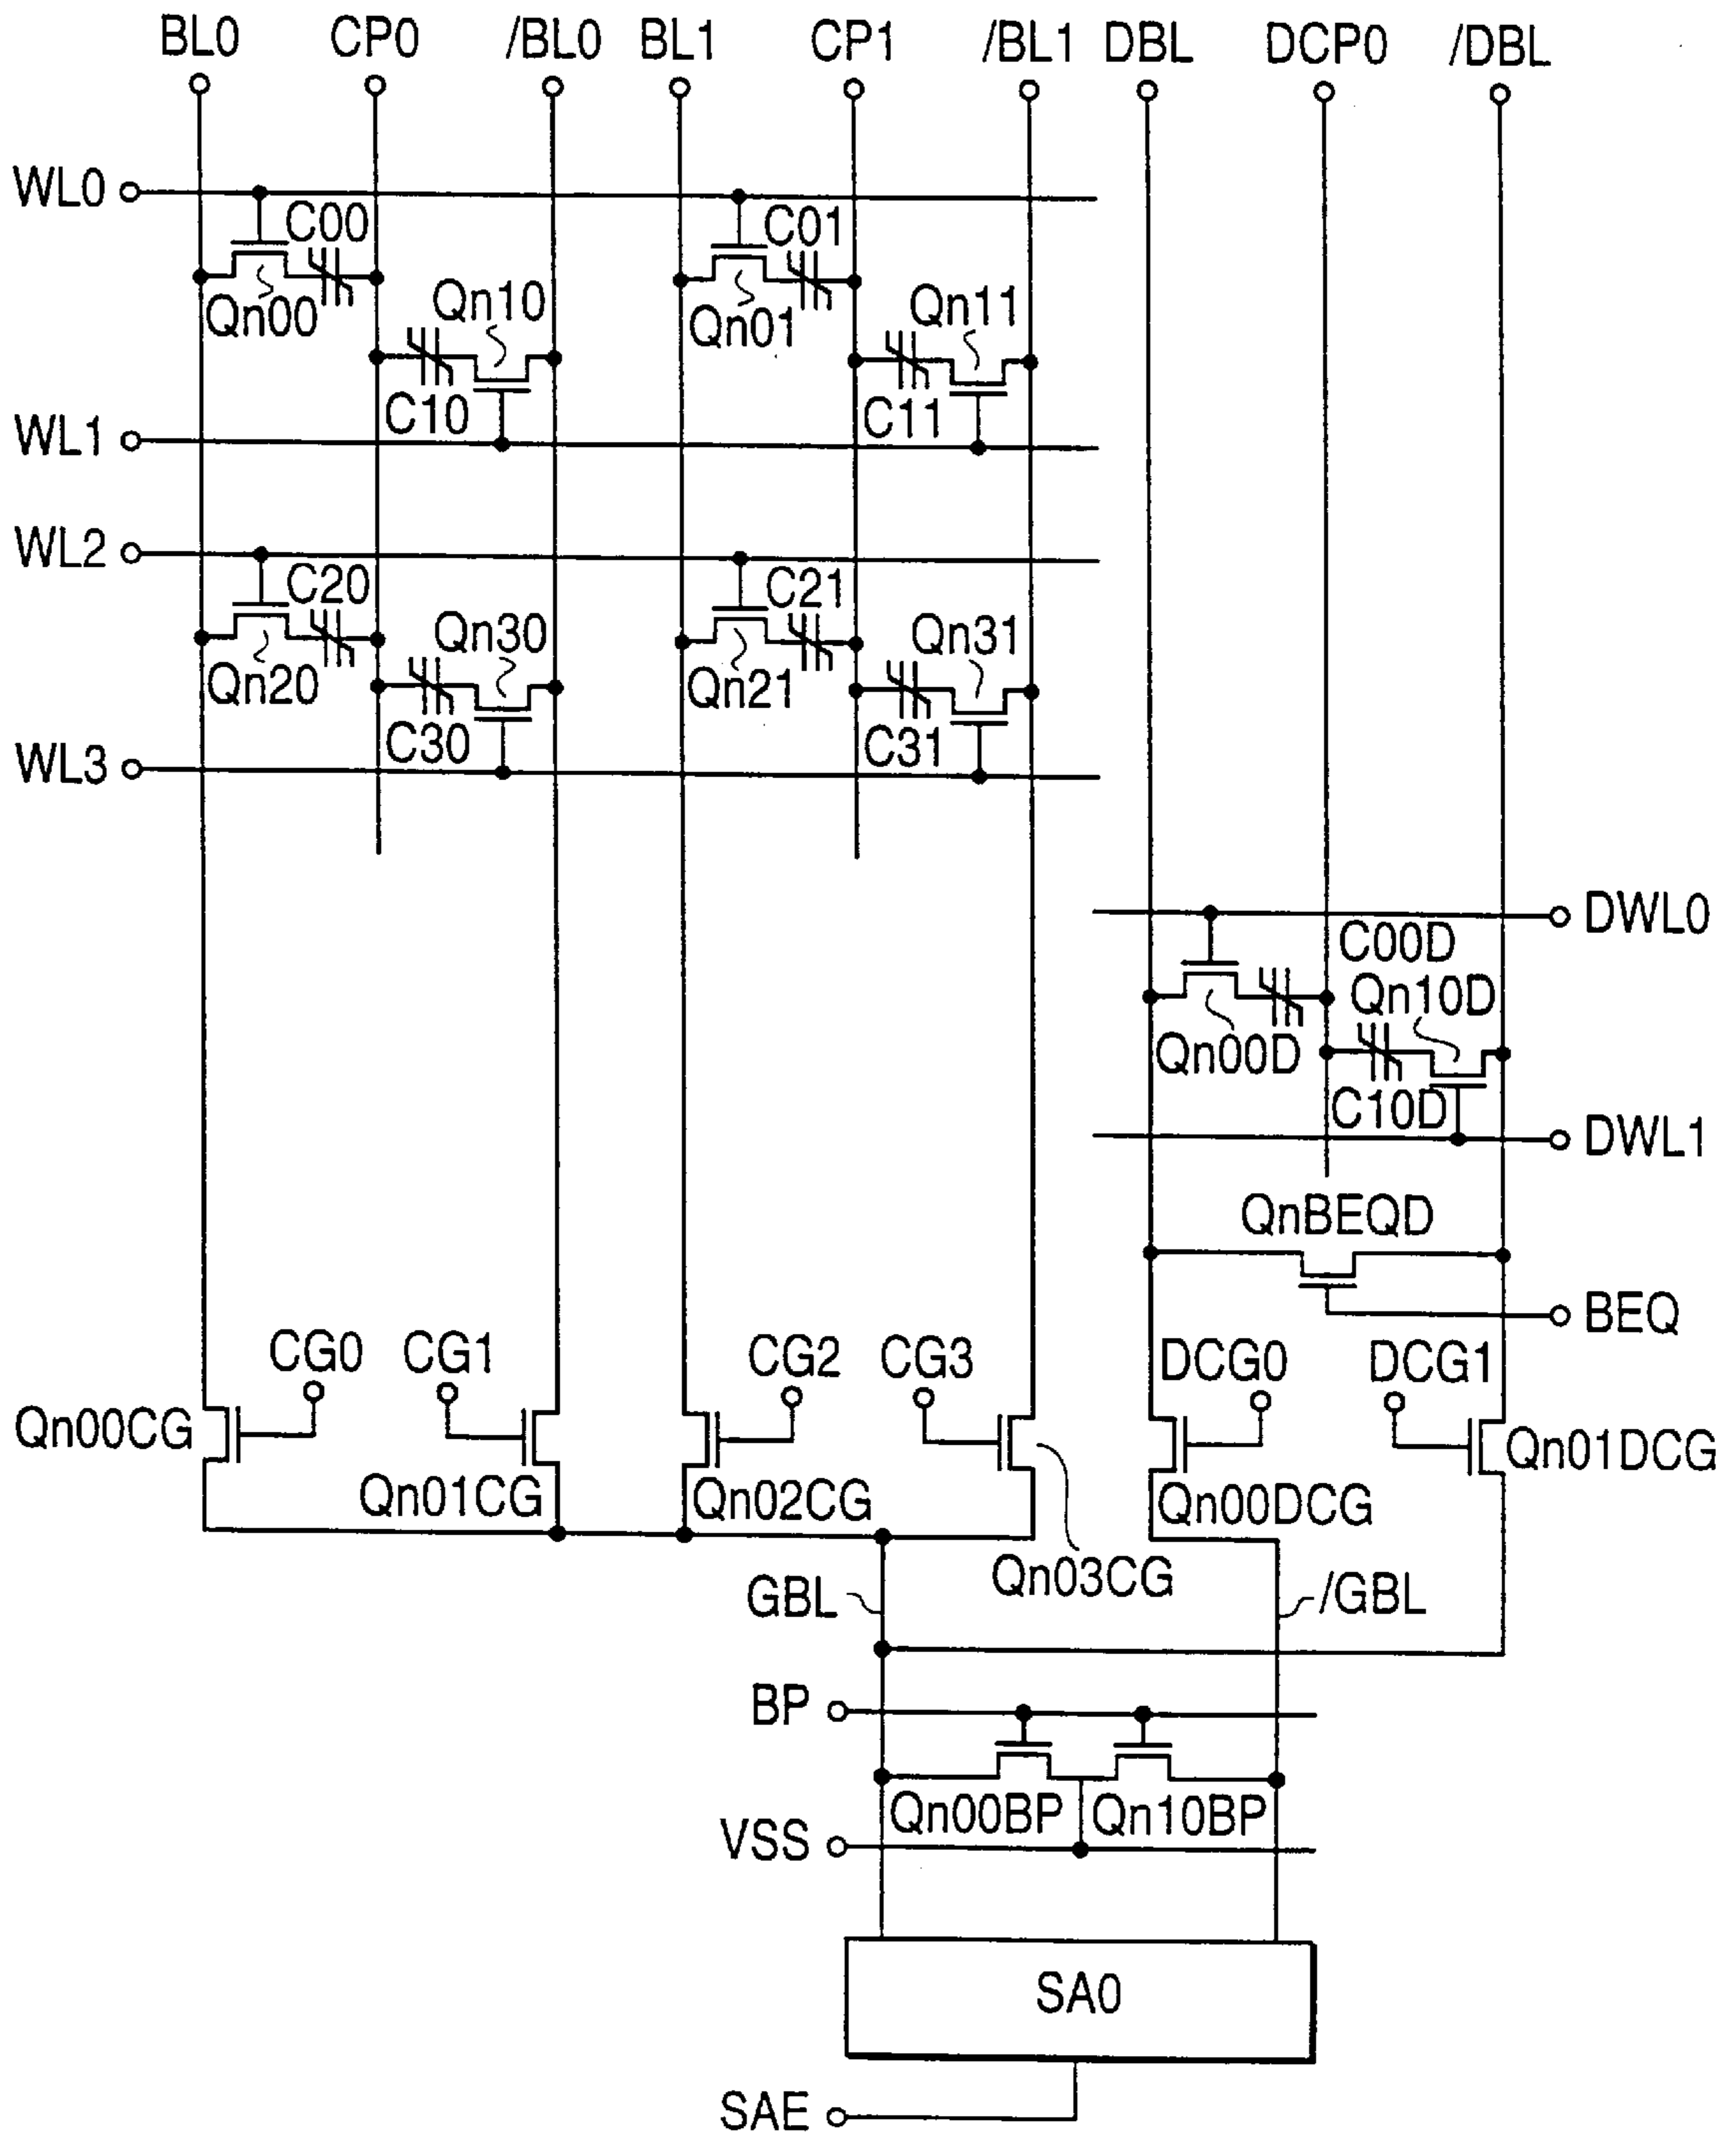 BL0 CP0 /BL0 BL1 CP1 /BL1 DBL DCP0 /DBL
WL0
C00 C01
Qn00 Qn10 Qn01 Qn11
C10 C11
WL1
WL2
C20 C21
Qn20 Qn30 Qn21 Qn31
C30 C31
WL3
DWL0
C00D
Qn10D
Qn00D
C10D
DWL1
QnBEQD
BEQ
CG0 CG1 CG2 CG3 DCG0 DCG1
Qn00CG Qn01DCG
Qn01CG Qn02CG Qn00DCG
Qn03CG
GBL /GBL
BP
Qn00BP Qn10BP
VSS
SA0
SAE